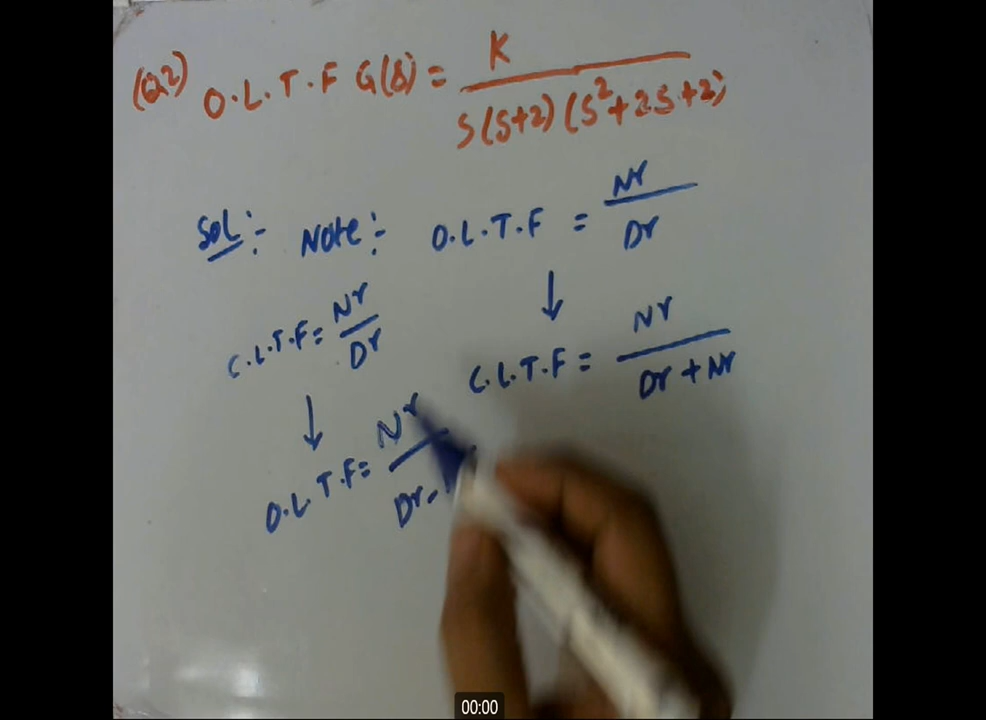 (Q2) O.L.T.F G(s) = K / S(S+2)(S²+2S+2)
Sol:- Note:- O.L.T.F = Nr / Dr
C.L.T.F = Nr / Dr
↓
C.L.T.F = Nr / Dr + Nr
↓
O.L.T.F = Nr / Dr -
00:00